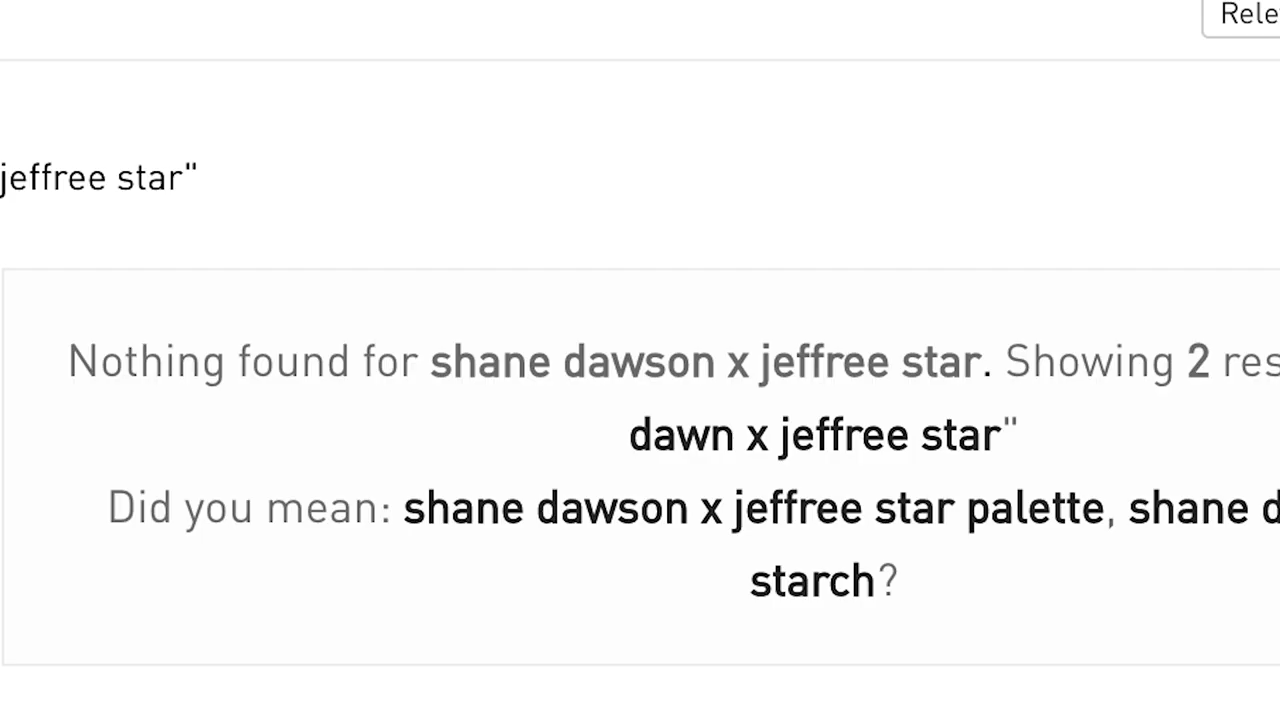 Rele
jeffree star"
Nothing found for shane dawson x jeffree star. Showing 2 res
dawn x jeffree star"
Did you mean: shane dawson x jeffree star palette, shane d
starch?